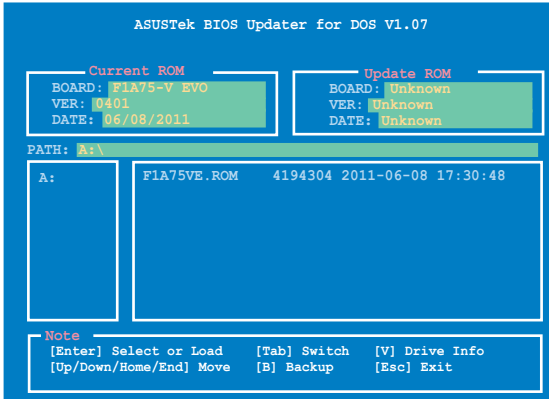 ASUSTek BIOS Updater for DOS V1.07
Current ROM
BOARD: F1A75-V EVO
VER: 0401
DATE: 06/08/2011
Update ROM
BOARD: Unknown
VER: Unknown
DATE: Unknown
PATH: A:\
A:
F1A75VE.ROM 4194304 2011-06-08 17:30:48
Note
[Enter] Select or Load [Tab] Switch [V] Drive Info
[Up/Down/Home/End] Move [B] Backup [Esc] Exit